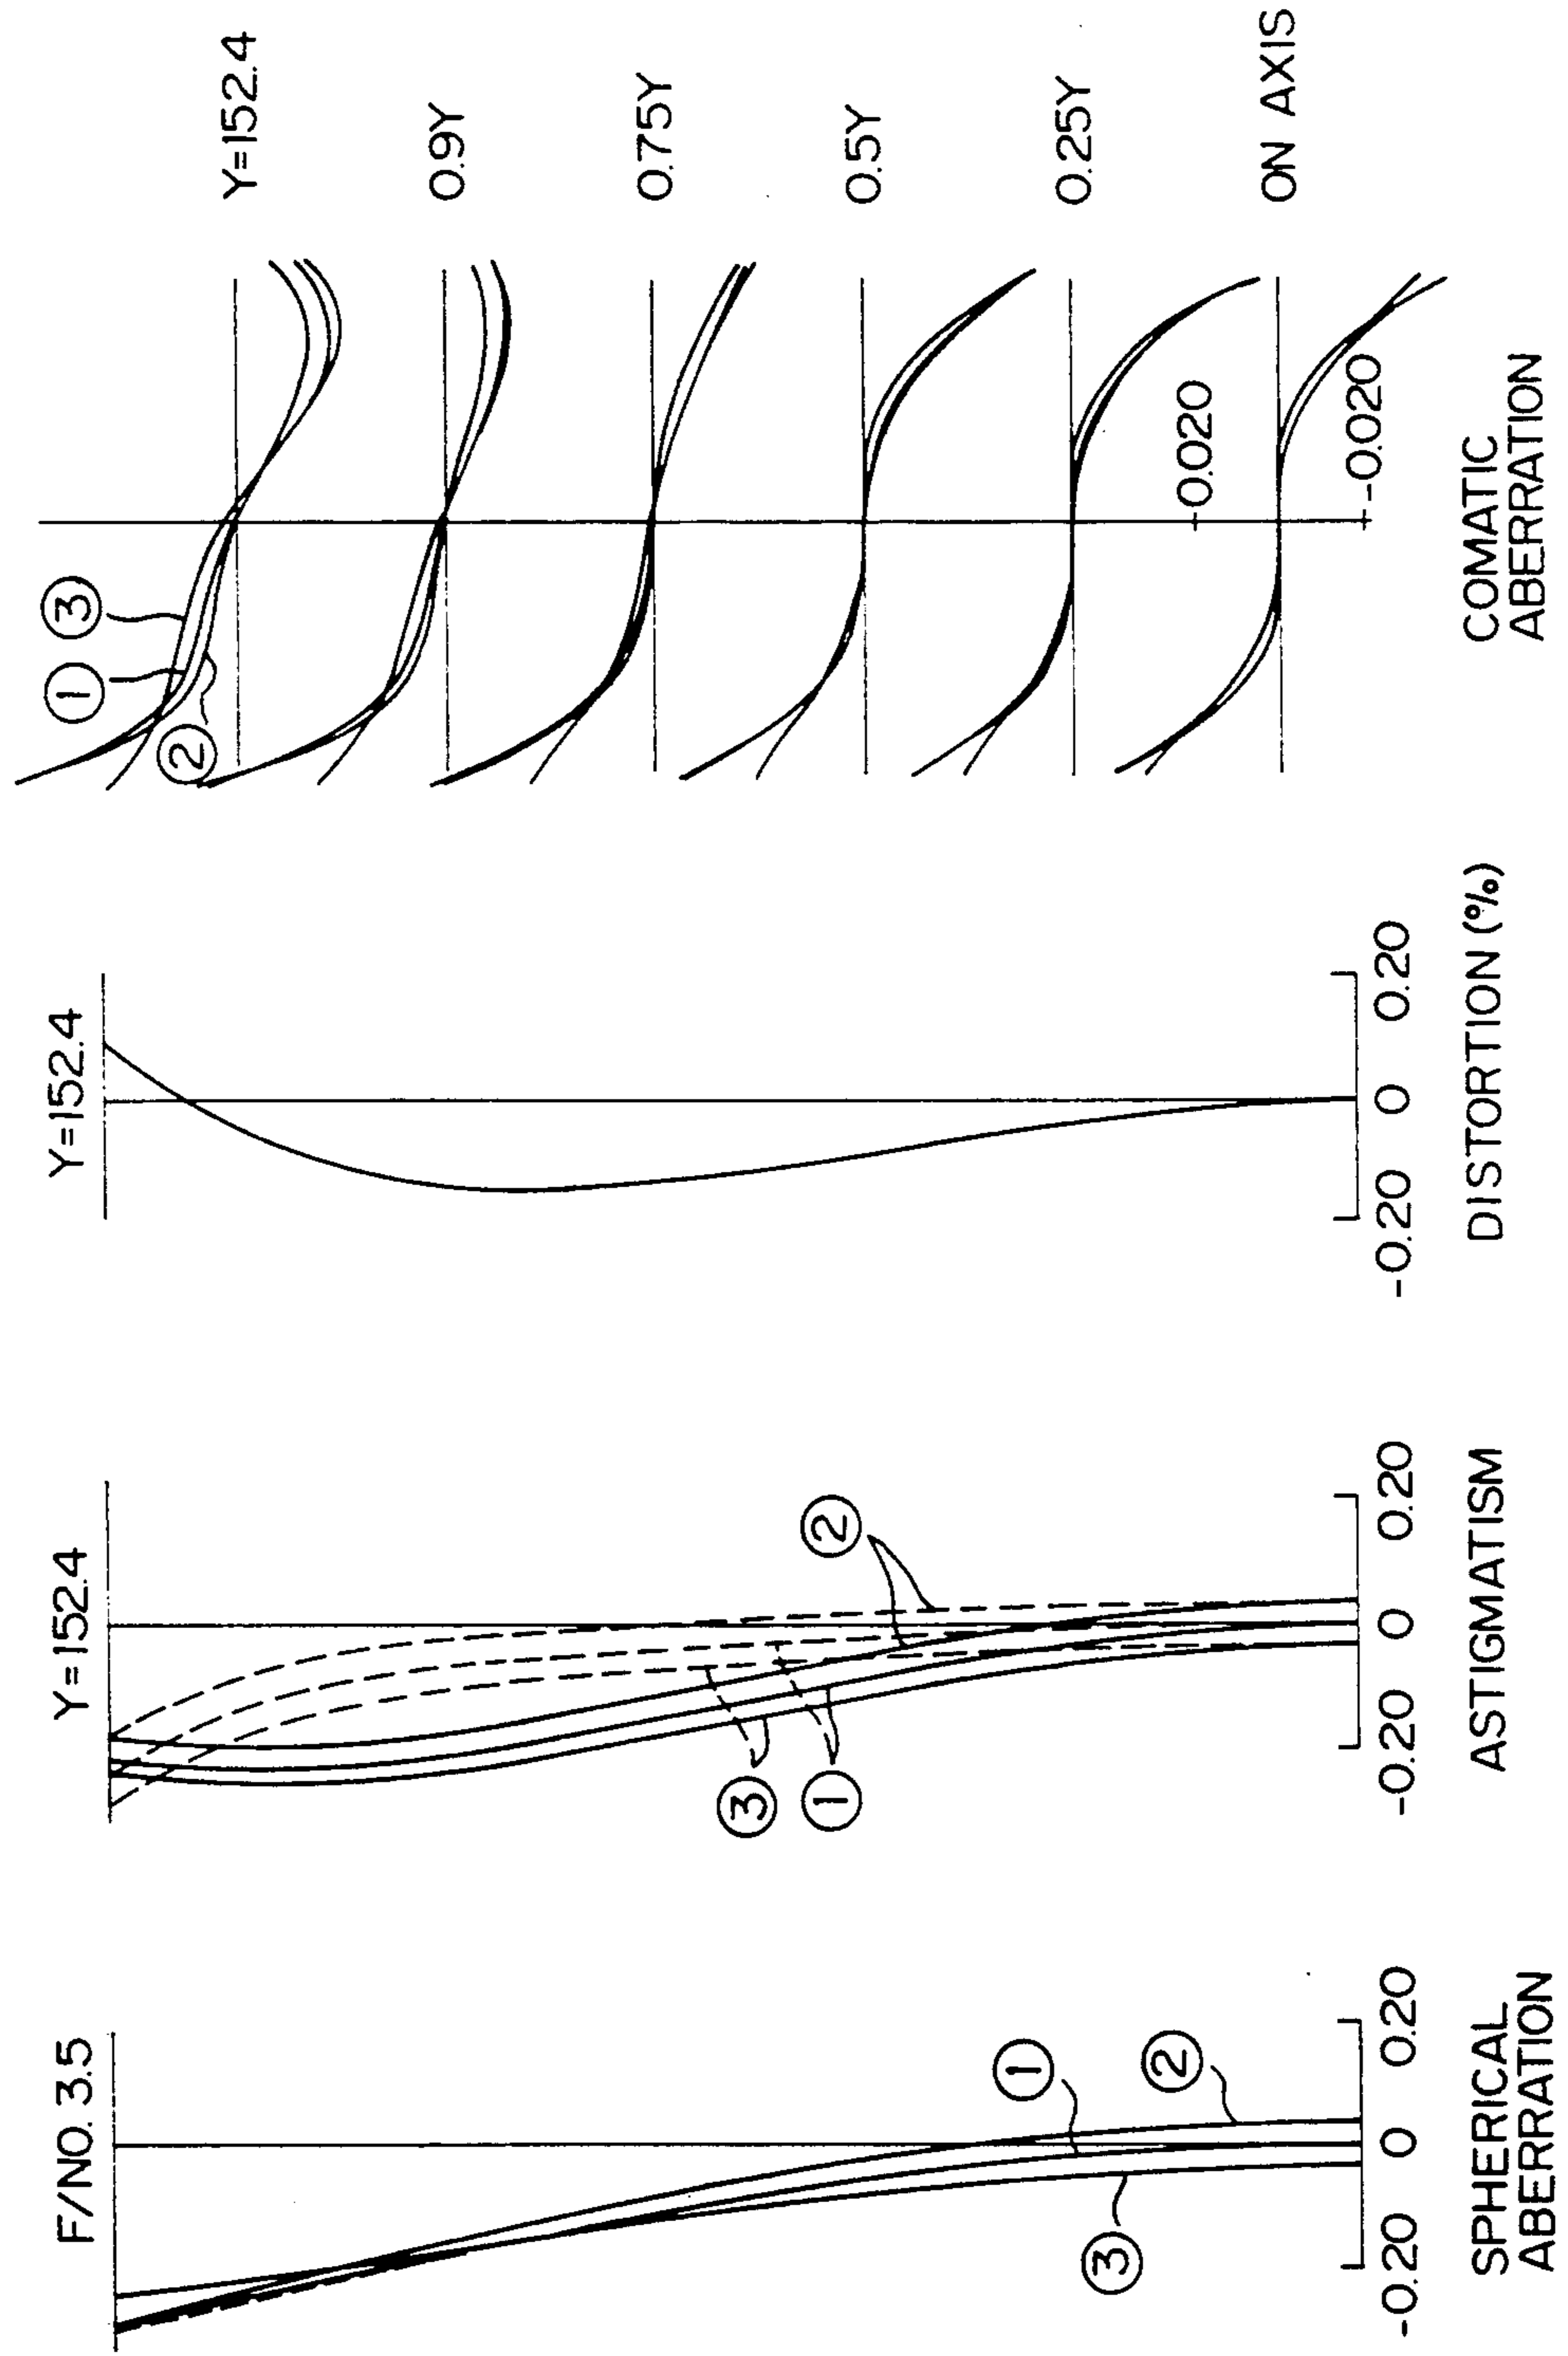 F/NO. 3.5
①
②
③
-0.20 0 0.20
SPHERICAL
ABERRATION
Y=152.4
②
③
①
-0.20 0 0.20
ASTIGMATISM
Y=152.4
-0.20 0 0.20
DISTORTION (%)
①
③
②
Y=152.4
0.9Y
0.75Y
0.5Y
0.25Y
0.020
ON AXIS
-0.020
COMATIC
ABERRATION